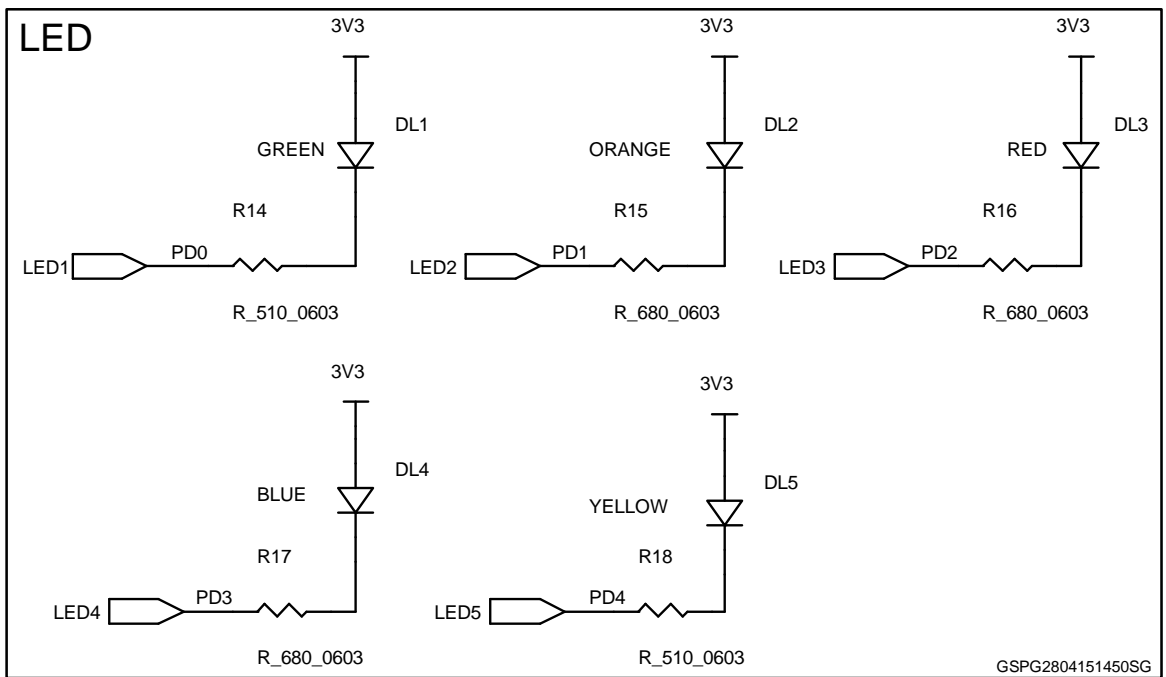 LED
3V3
3V3
3V3
DL1
DL2
DL3
GREEN
ORANGE
RED
R14
R15
R16
LED1
PD0
LED2
PD1
LED3
PD2
R_510_0603
R_680_0603
R_680_0603
3V3
3V3
DL4
DL5
BLUE
YELLOW
R17
R18
LED4
PD3
LED5
PD4
R_680_0603
R_510_0603
GSPG2804151450SG